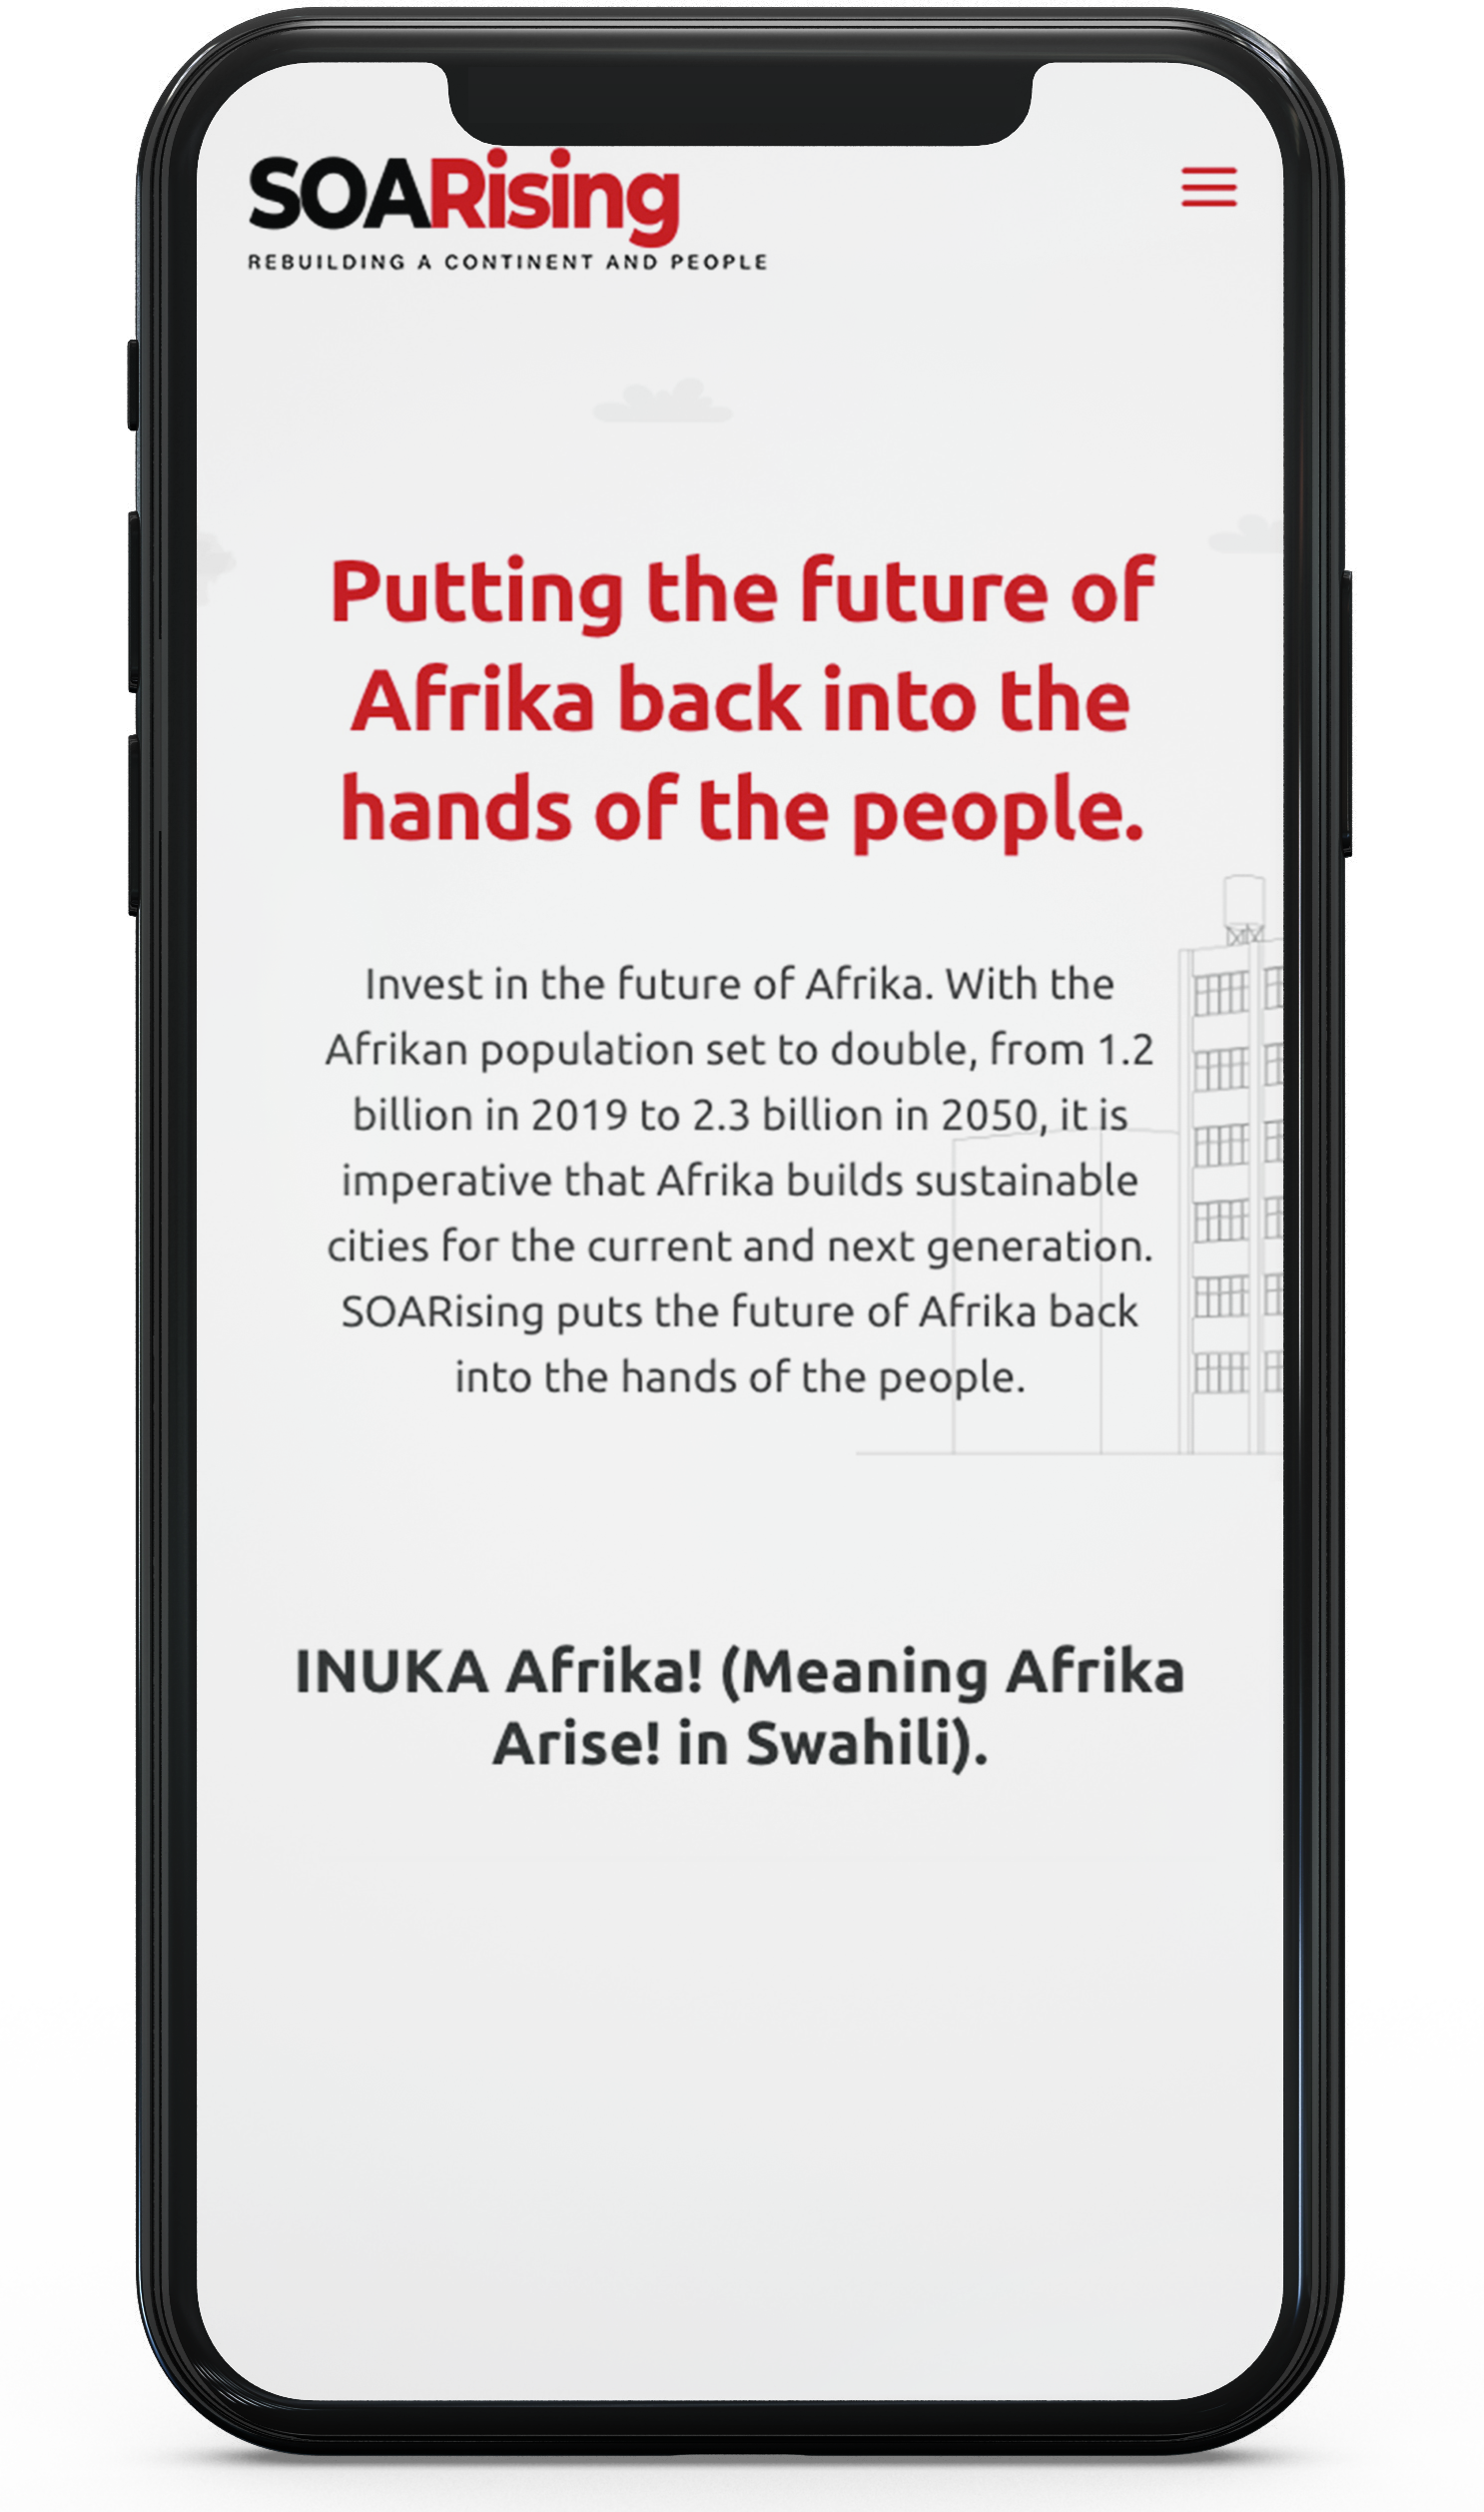 SOARising
REBUILDING A CONTINENT AND PEOPLE
Putting the future of
Afrika back into the
hands of the people.
Invest in the future of Afrika. With the
Afrikan population set to double, from 1.2
billion in 2019 to 2.3 billion in 2050, it is
imperative that Afrika builds sustainable
cities for the current and next generation.
SOARising puts the future of Afrika back
into the hands of the people.
INUKA Afrika! (Meaning Afrika
Arise! in Swahili).